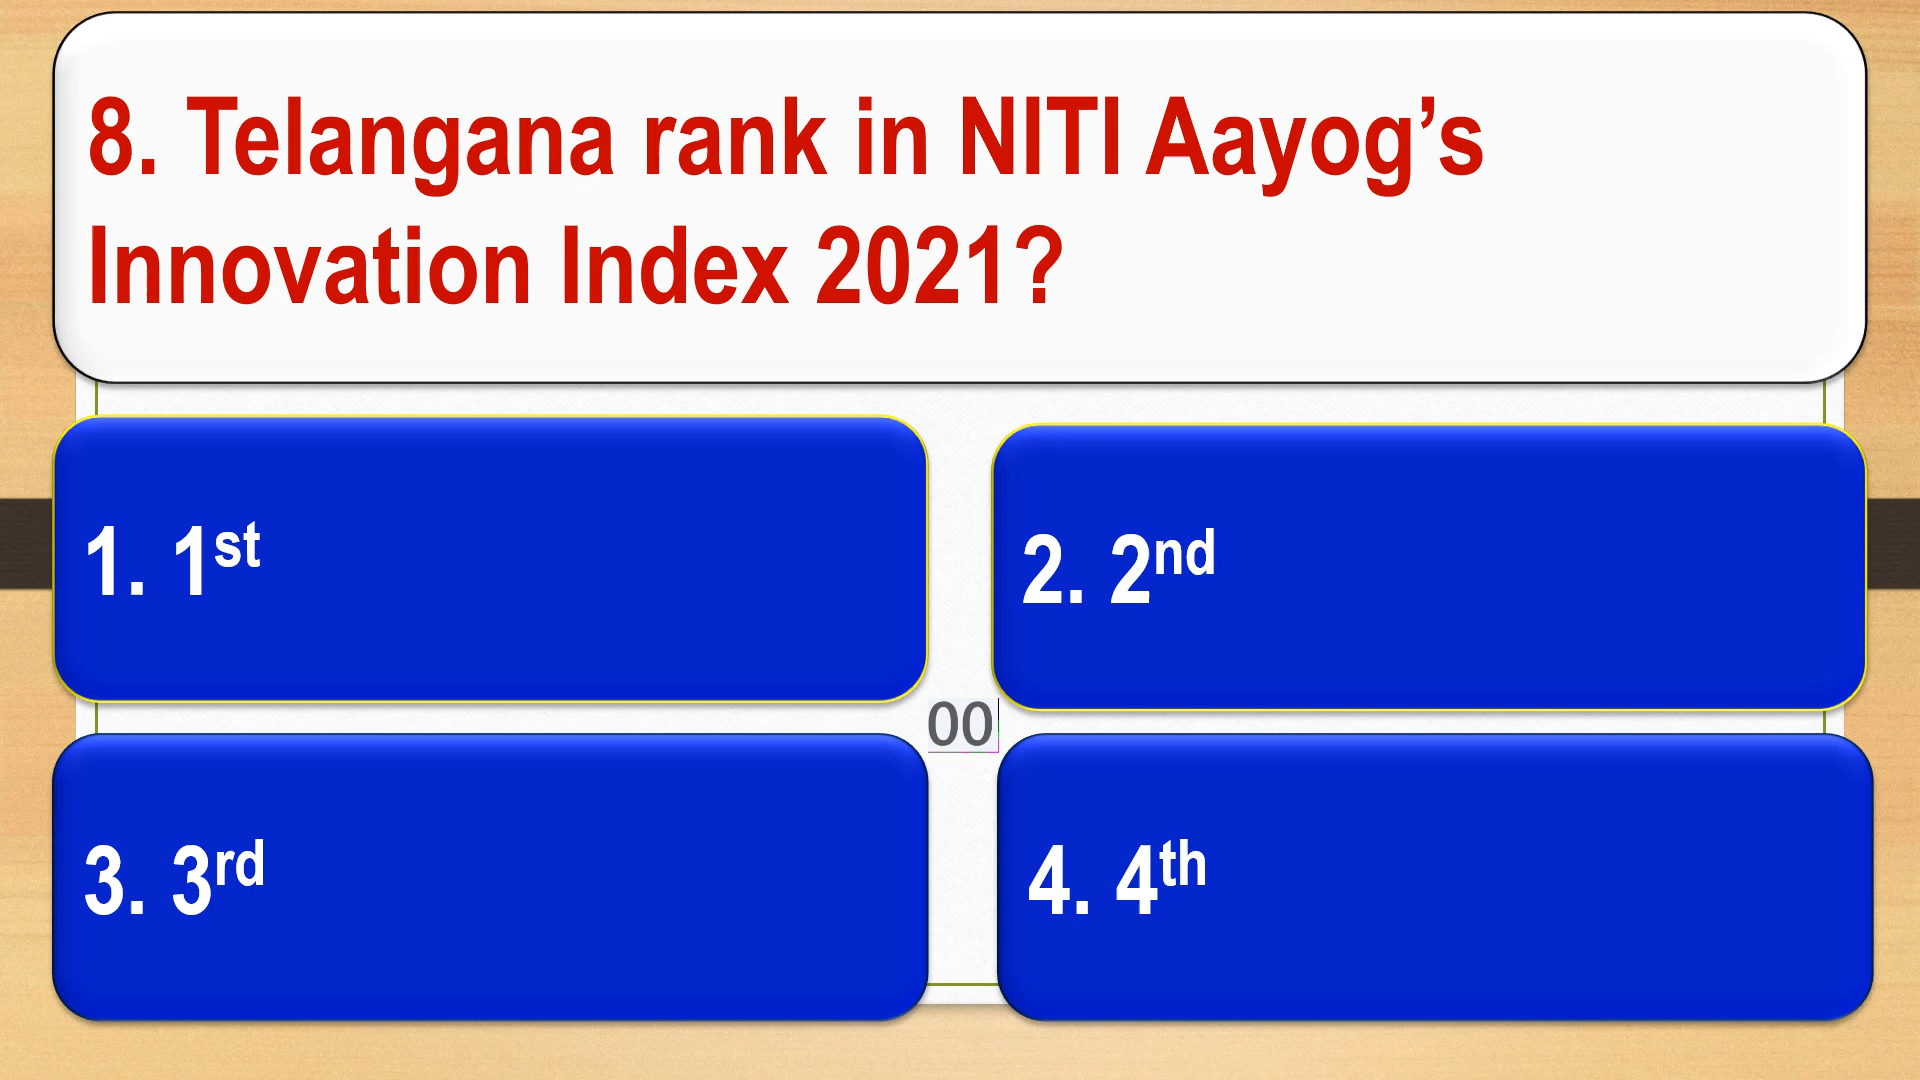 8. Telangana rank in NITI Aayog’s
Innovation Index 2021?
1. 1st
2. 2nd
00
3. 3rd
4. 4th